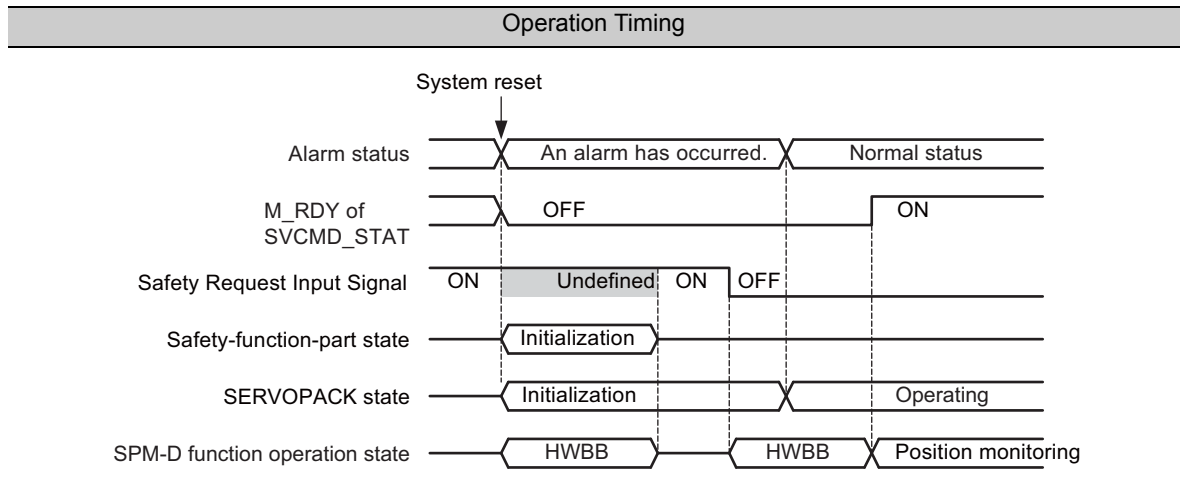 Operation Timing
System reset
Alarm status
An alarm has occurred.
Normal status
M_RDY of
SVCMD_STAT
OFF
ON
Safety Request Input Signal
ON
Undefined
ON
OFF
Safety-function-part state
Initialization
SERVOPACK state
Initialization
Operating
SPM-D function operation state
HWBB
HWBB
Position monitoring